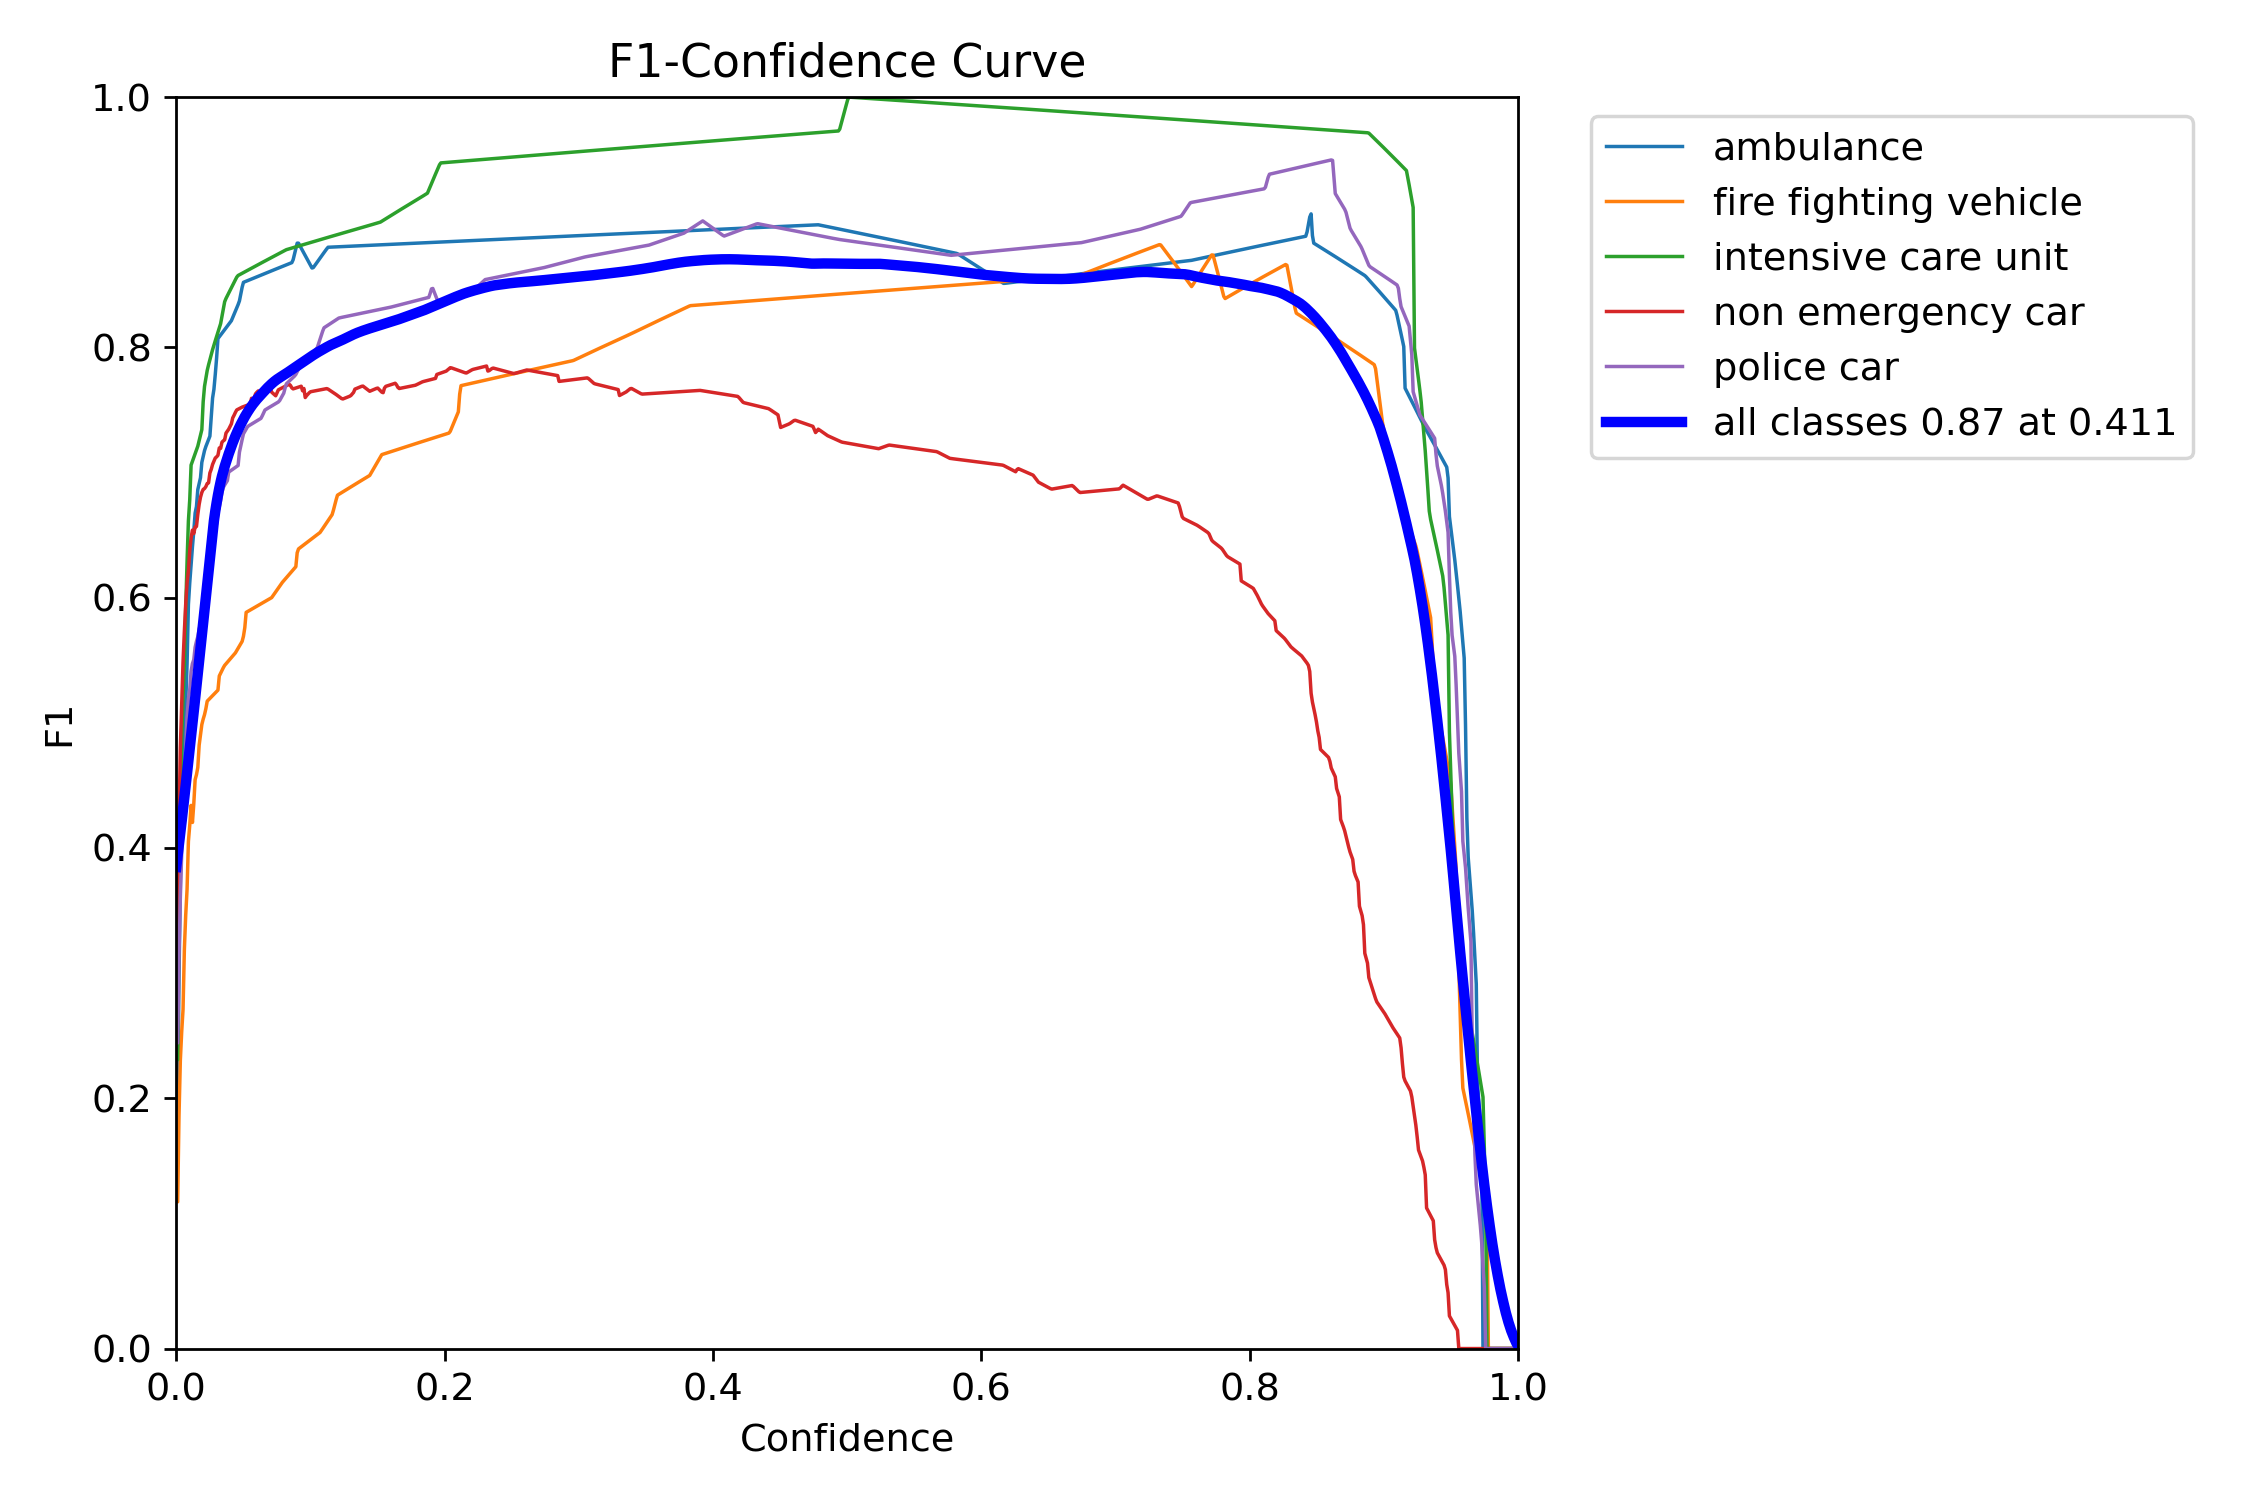 F1-Confidence Curve
1.0
0.8
0.6
0.4
0.2
0.0
F1
0.0 0.2 0.4 0.6 0.8 1.0
Confidence
ambulance
fire fighting vehicle
intensive care unit
non emergency car
police car
all classes 0.87 at 0.411